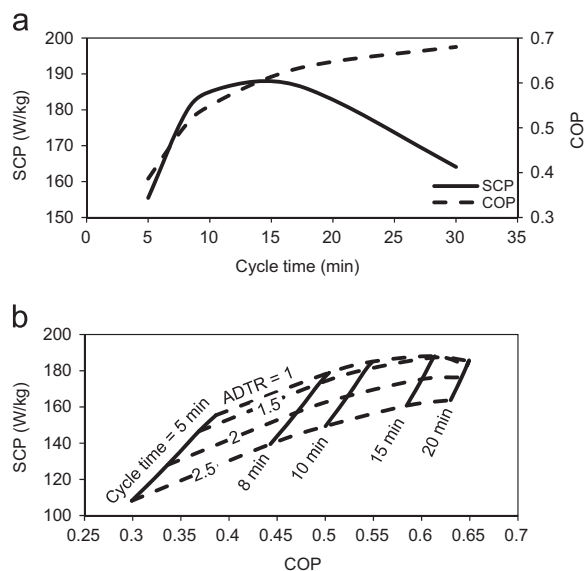 a
200
190
180
170
160
150
SCP (W/kg)
0.7
0.6
0.5
0.4
0.3
COP
SCP
COP
0 5 10 15 20 25 30 35
Cycle time (min)
b
200
180
160
140
120
100
SCP (W/kg)
Cycle time = 5 min
ADTR = 1
1.5
2
2.5
8 min
10 min
15 min
20 min
0.25 0.3 0.35 0.4 0.45 0.5 0.55 0.6 0.65 0.7
COP